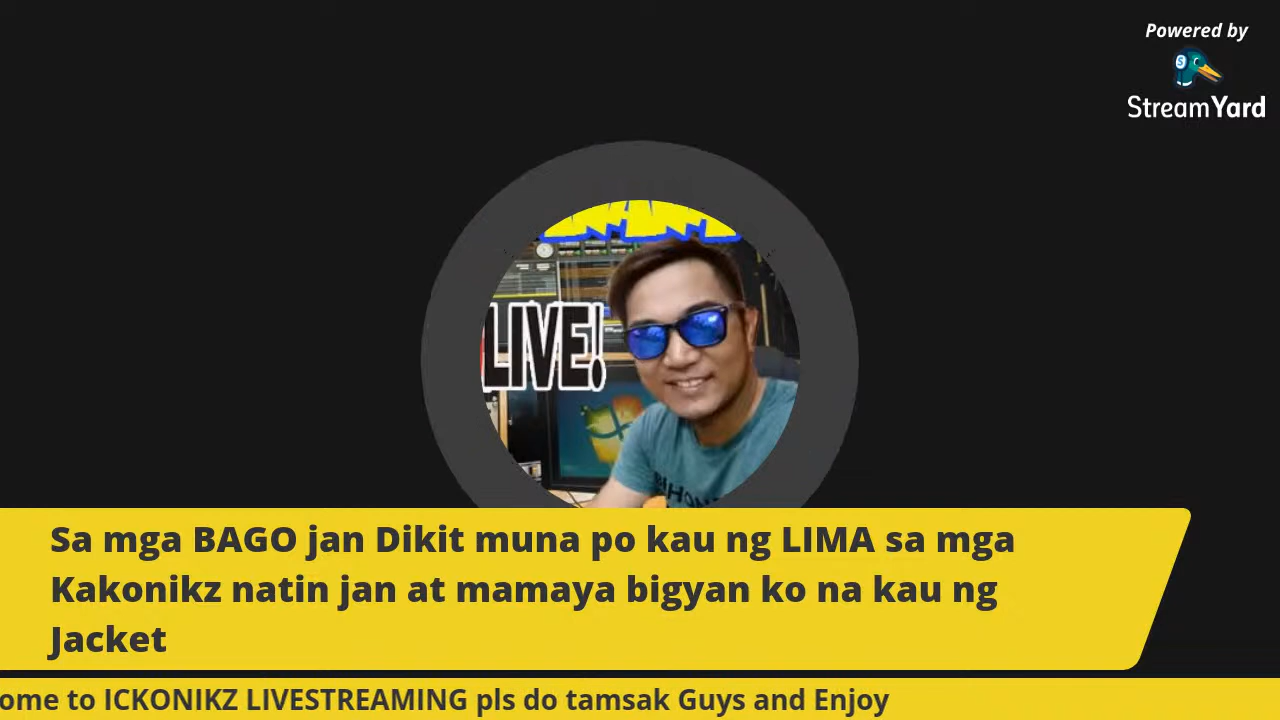 Powered by
StreamYard
LIVE!
Sa mga BAGO jan Dikit muna po kau ng LIMA sa mga
Kakonikz natin jan at mamaya bigyan ko na kau ng
Jacket
ome to ICKONIKZ LIVESTREAMING pls do tamsak Guys and Enjoy